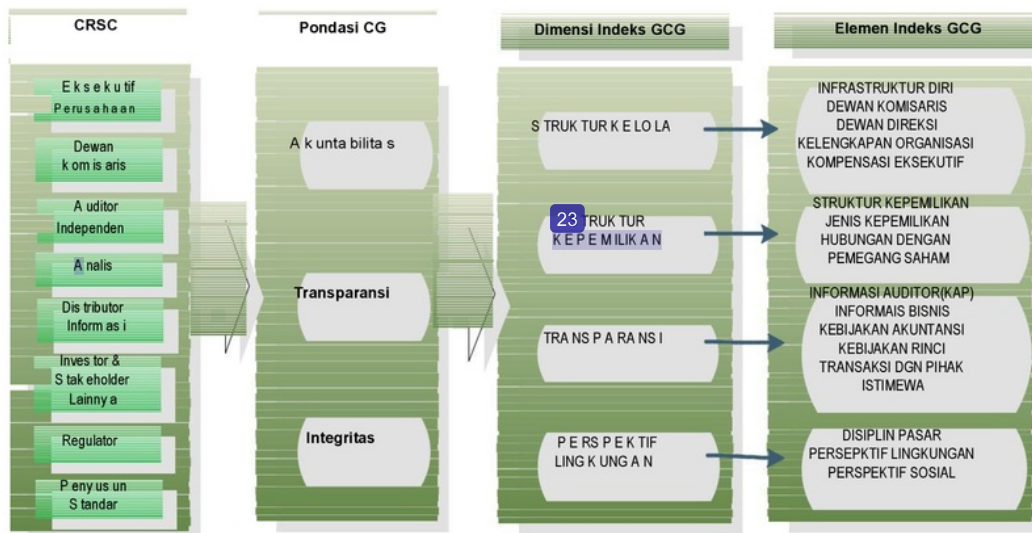 CRSC
Eksekutif
Perusahaan
Dewan
komisaris
Auditor
Independen
Analis
Distributor
Informasi
Investor &
Stakeholder
Lainnya
Regulator
Penyusun
Standar
Pondasi CG
Akuntabilitas
Transparansi
Integritas
Dimensi Indeks GCG
STRUKTUR KELOLA
23 TRUKTUR
KEPEMILIKAN
TRANSPARANSI
PERSPEKTIF
LINGKUNGAN
Elemen Indeks GCG
INFRASTRUKTUR DIRI
DEWAN KOMISARIS
DEWAN DIREKSI
KELENGKAPAN ORGANISASI
KOMPENSASI EKSEKUTIF
STRUKTUR KEPEMILIKAN
JENIS KEPEMILIKAN
HUBUNGAN DENGAN
PEMEGANG SAHAM
INFORMASI AUDITOR(KAP)
INFORMAIS BISNIS
KEBIJAKAN AKUNTANSI
KEBIJAKAN RINCI
TRANSAKSI DGN PIHAK
ISTIMEWA
DISIPLIN PASAR
PERSEPKTIF LINGKUNGAN
PERSPEKTIF SOSIAL